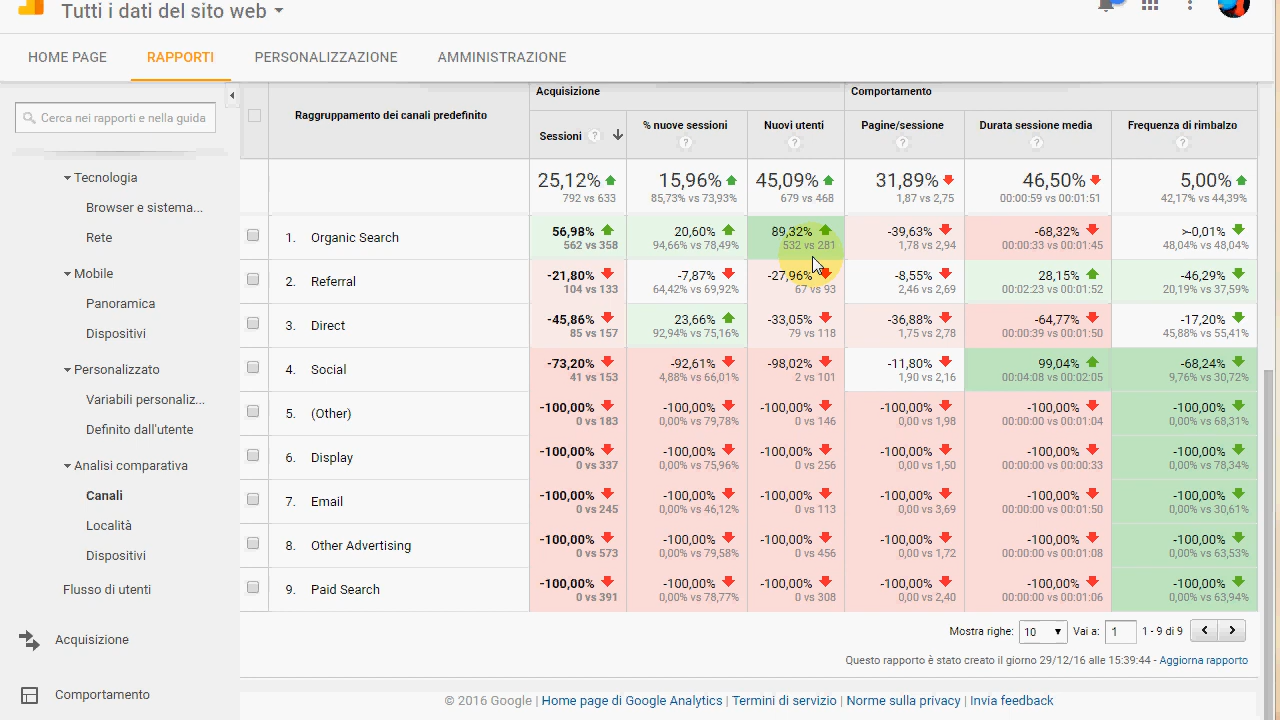 Tutti i dati del sito web
HOME PAGE RAPPORTI PERSONALIZZAZIONE AMMINISTRAZIONE
Cerca nei rapporti e nella guida
Tecnologia
Browser e sistema...
Rete
Mobile
Panoramica
Dispositivi
Personalizzato
Variabili personaliz...
Definito dall'utente
Analisi comparativa
Canali
Località
Dispositivi
Flusso di utenti
Acquisizione
Comportamento
Acquisizione Comportamento
Raggruppamento dei canali predefinito
Sessioni ? % nuove sessioni ? Nuovi utenti ? Pagine/sessione ? Durata sessione media ? Frequenza di rimbalzo ?
25,12% 15,96% 45,09% 31,89% 46,50% 5,00%
792 vs 633 85,73% vs 73,93% 679 vs 468 1,87 vs 2,75 00:00:59 vs 00:01:51 42,17% vs 44,39%
1. Organic Search 56,98% 20,60% 89,32% -39,63% -68,32% >-0,01%
562 vs 358 94,66% vs 78,49% 532 vs 281 1,78 vs 2,94 00:00:33 vs 00:01:45 48,04% vs 48,04%
2. Referral -21,80% -7,87% -27,96% -8,55% 28,15% -46,29%
104 vs 133 64,42% vs 69,92% 67 vs 93 2,46 vs 2,69 00:02:23 vs 00:01:52 20,19% vs 37,59%
3. Direct -45,86% 23,66% -33,05% -36,88% -64,77% -17,20%
85 vs 157 92,94% vs 75,16% 79 vs 118 1,75 vs 2,78 00:00:39 vs 00:01:50 45,88% vs 55,41%
4. Social -73,20% -92,61% -98,02% -11,80% 99,04% -68,24%
41 vs 153 4,88% vs 66,01% 2 vs 101 1,90 vs 2,16 00:04:08 vs 00:02:05 9,76% vs 30,72%
5. (Other) -100,00% -100,00% -100,00% -100,00% -100,00% -100,00%
0 vs 183 0,00% vs 79,78% 0 vs 146 0,00 vs 1,98 00:00:00 vs 00:01:04 0,00% vs 68,31%
6. Display -100,00% -100,00% -100,00% -100,00% -100,00% -100,00%
0 vs 337 0,00% vs 75,96% 0 vs 256 0,00 vs 1,50 00:00:00 vs 00:00:33 0,00% vs 78,34%
7. Email -100,00% -100,00% -100,00% -100,00% -100,00% -100,00%
0 vs 245 0,00% vs 46,12% 0 vs 113 0,00 vs 3,69 00:00:00 vs 00:01:50 0,00% vs 30,61%
8. Other Advertising -100,00% -100,00% -100,00% -100,00% -100,00% -100,00%
0 vs 573 0,00% vs 79,58% 0 vs 456 0,00 vs 1,72 00:00:00 vs 00:01:08 0,00% vs 63,53%
9. Paid Search -100,00% -100,00% -100,00% -100,00% -100,00% -100,00%
0 vs 391 0,00% vs 78,77% 0 vs 308 0,00 vs 2,40 00:00:00 vs 00:01:06 0,00% vs 63,94%
Mostra righe: 10 Vai a: 1 1 - 9 di 9
Questo rapporto è stato creato il giorno 29/12/16 alle 15:39:44 - Aggiorna rapporto
© 2016 Google | Home page di Google Analytics | Termini di servizio | Norme sulla privacy | Invia feedback